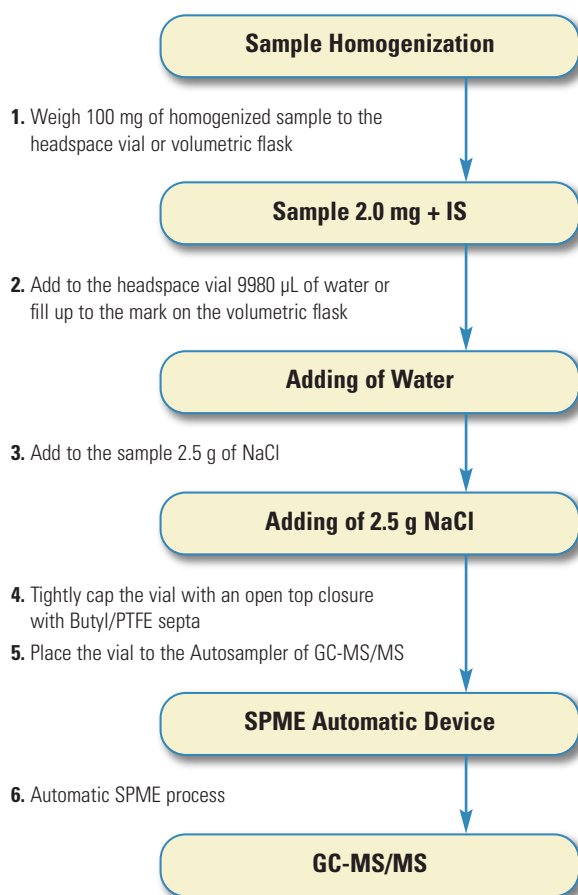 Sample Homogenization
1. Weigh 100 mg of homogenized sample to the
headspace vial or volumetric flask
Sample 2.0 mg + IS
2. Add to the headspace vial 9980 µL of water or
fill up to the mark on the volumetric flask
Adding of Water
3. Add to the sample 2.5 g of NaCl
Adding of 2.5 g NaCl
4. Tightly cap the vial with an open top closure
with Butyl/PTFE septa
5. Place the vial to the Autosampler of GC-MS/MS
SPME Automatic Device
6. Automatic SPME process
GC-MS/MS